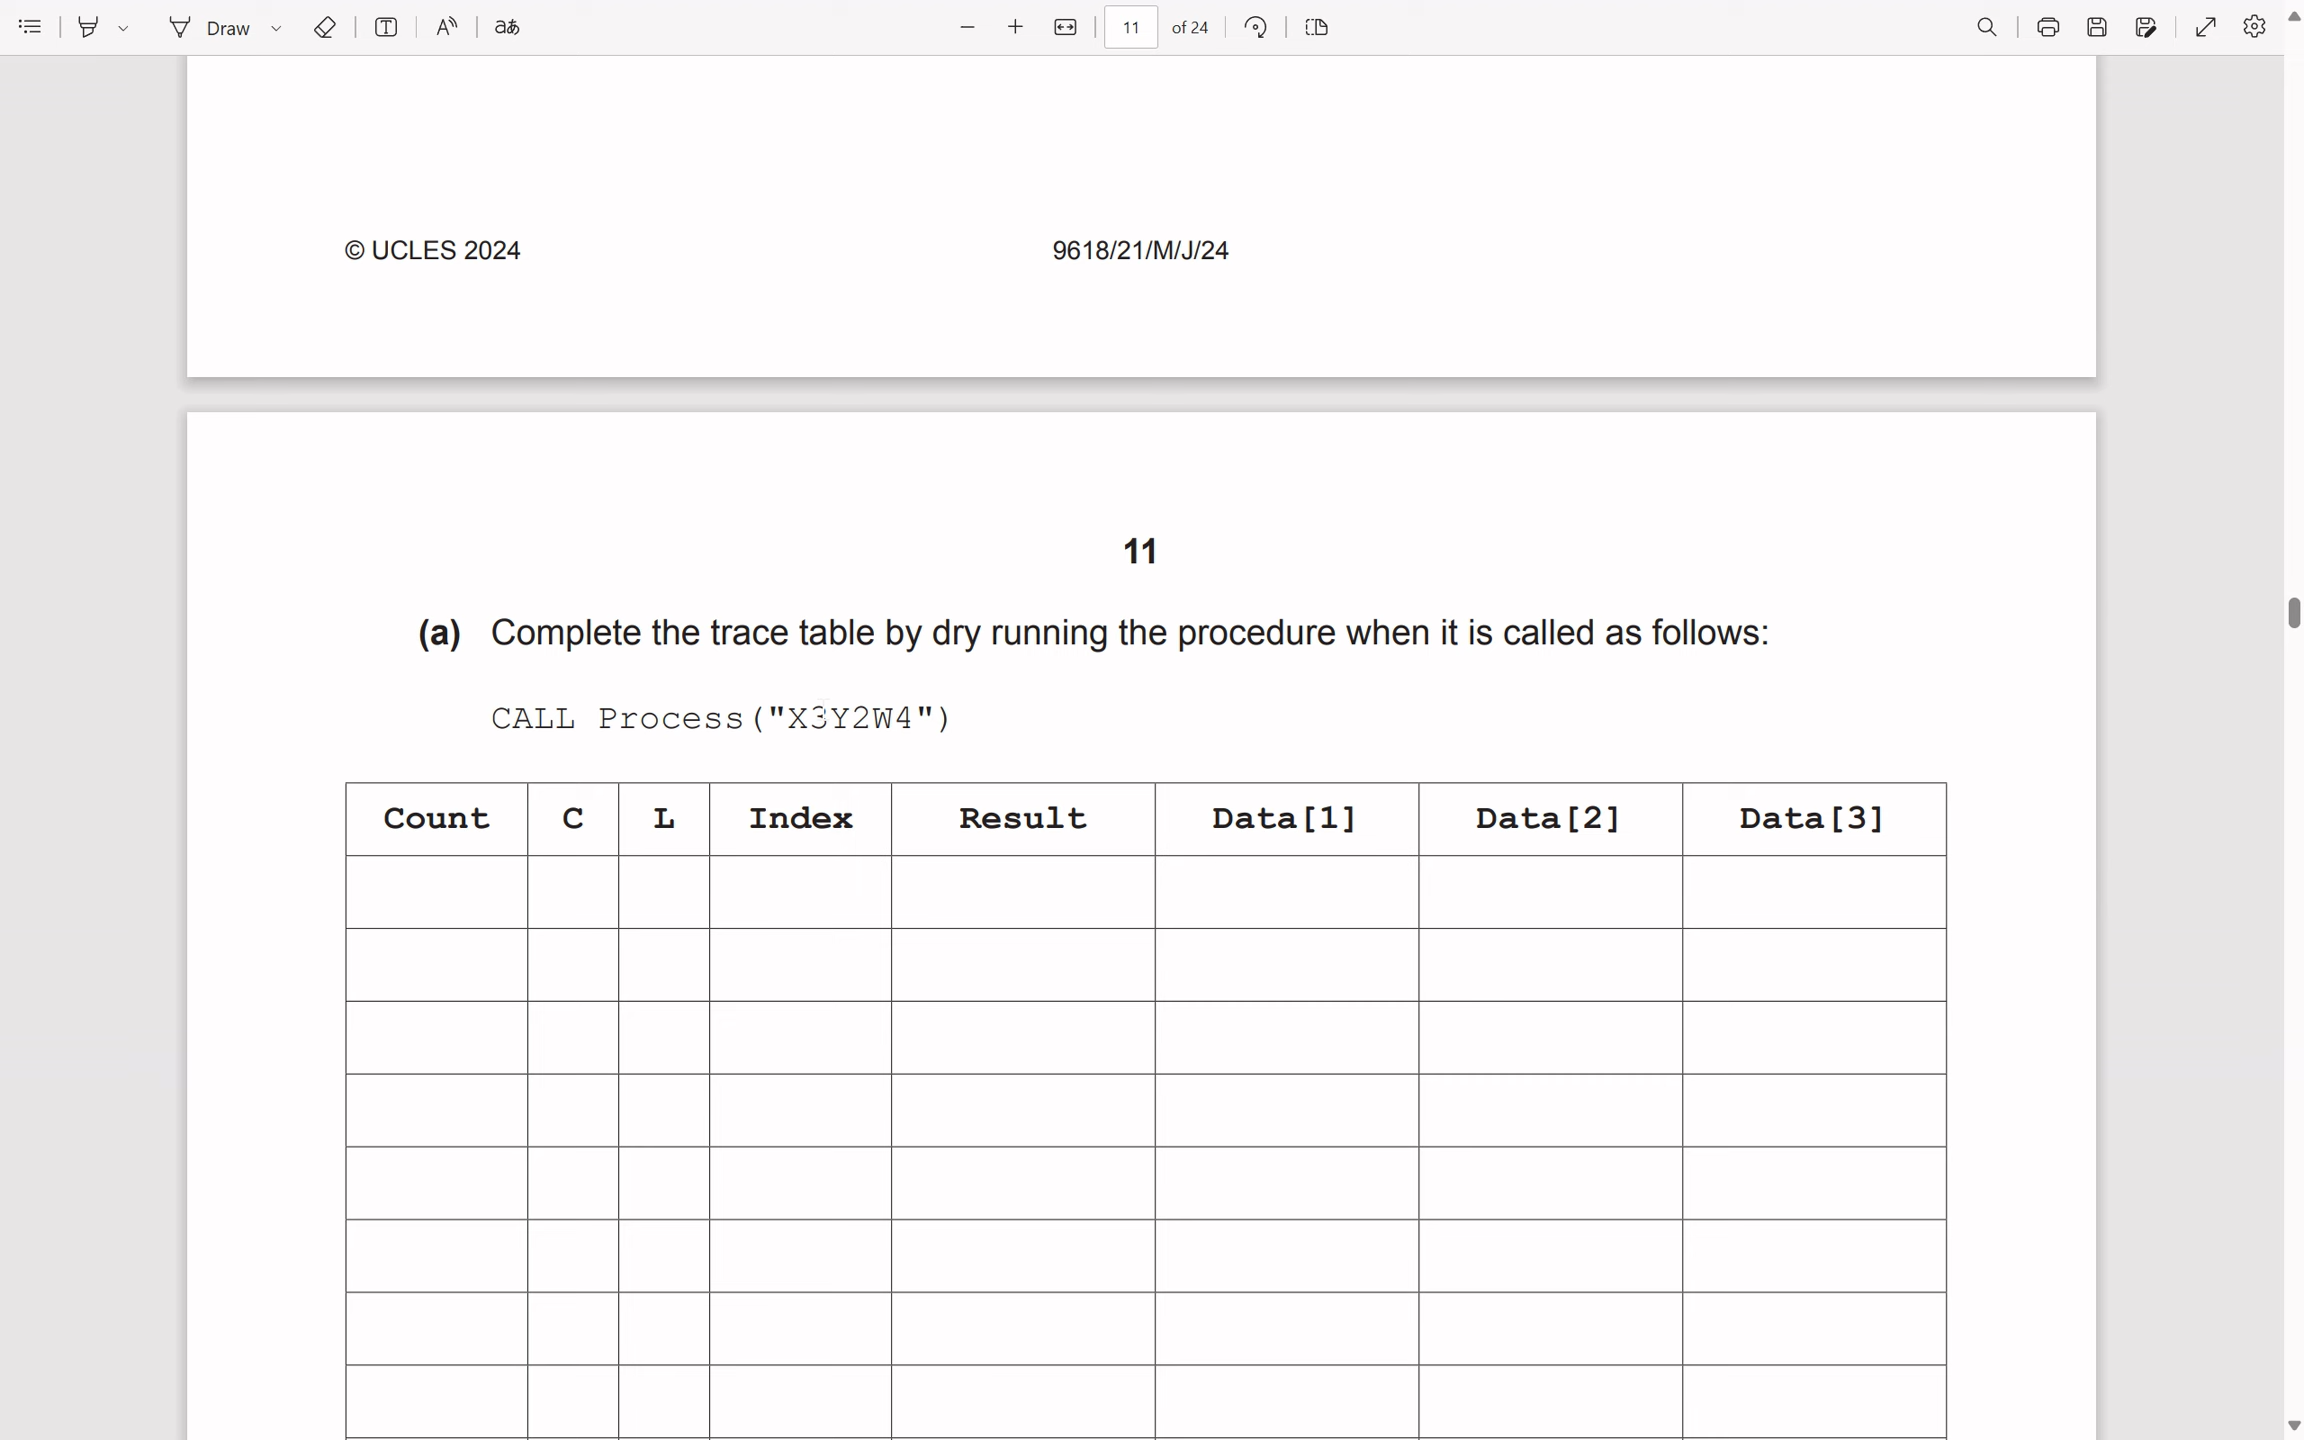 Draw 11 of 24
© UCLES 2024 9618/21/M/J/24
11
(a) Complete the trace table by dry running the procedure when it is called as follows:
CALL Process("X3Y2W4")
Count C L Index Result Data[1] Data[2] Data[3]